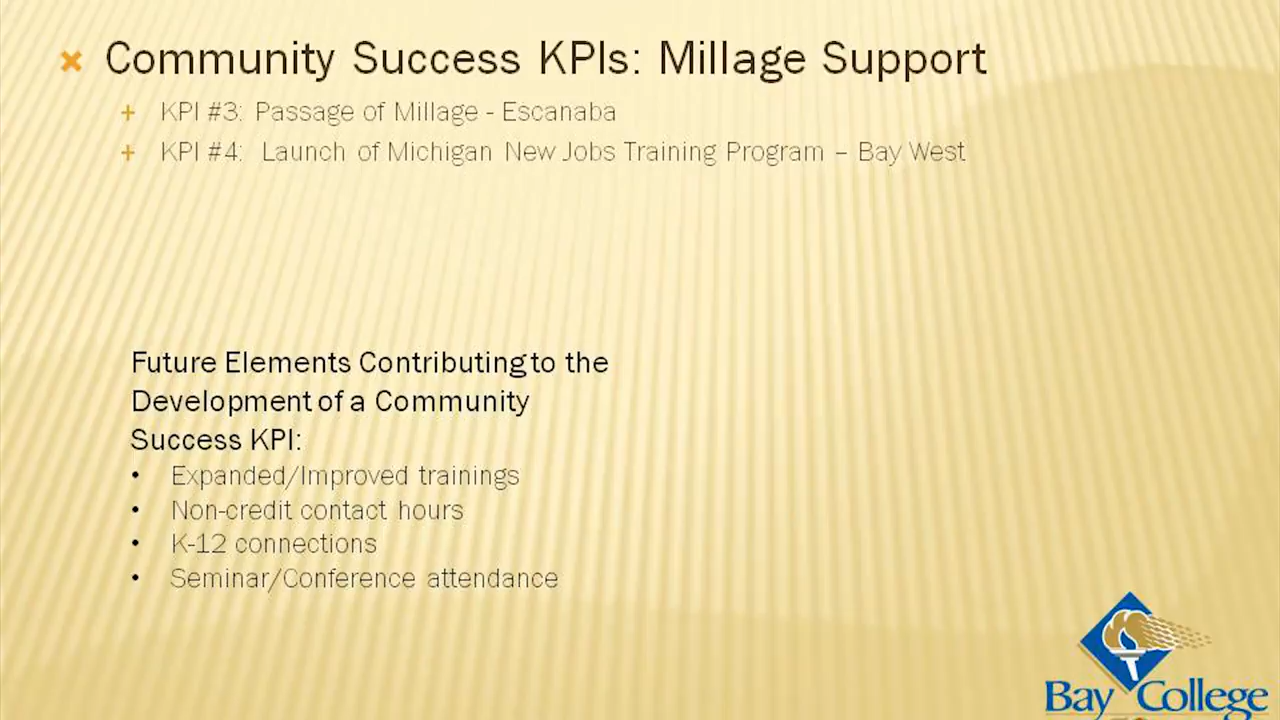 Community Success KPIs: Millage Support
KPI #3: Passage of Millage - Escanaba
KPI #4: Launch of Michigan New Jobs Training Program – Bay West
Future Elements Contributing to the
Development of a Community
Success KPI:
• Expanded/Improved trainings
• Non-credit contact hours
• K-12 connections
• Seminar/Conference attendance
Bay College